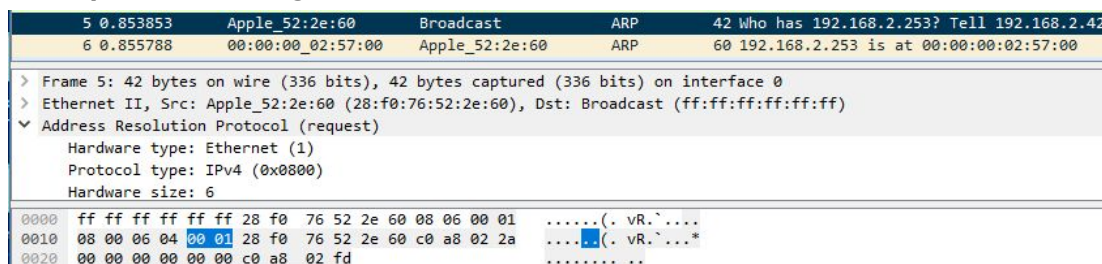 5 0.853853 Apple_52:2e:60 Broadcast ARP 42 Who has 192.168.2.253? Tell 192.168.2.42
6 0.855788 00:00:00_02:57:00 Apple_52:2e:60 ARP 60 192.168.2.253 is at 00:00:00:02:57:00
> Frame 5: 42 bytes on wire (336 bits), 42 bytes captured (336 bits) on interface 0
> Ethernet II, Src: Apple_52:2e:60 (28:f0:76:52:2e:60), Dst: Broadcast (ff:ff:ff:ff:ff:ff)
Address Resolution Protocol (request)
Hardware type: Ethernet (1)
Protocol type: IPv4 (0x0800)
Hardware size: 6
0000 ff ff ff ff ff ff 28 f0 76 52 2e 60 08 06 00 01 ......(. vR.`....
0010 08 00 06 04 00 01 28 f0 76 52 2e 60 c0 a8 02 2a ......(. vR.`...*
0020 00 00 00 00 00 00 c0 a8 02 fd ........ ..